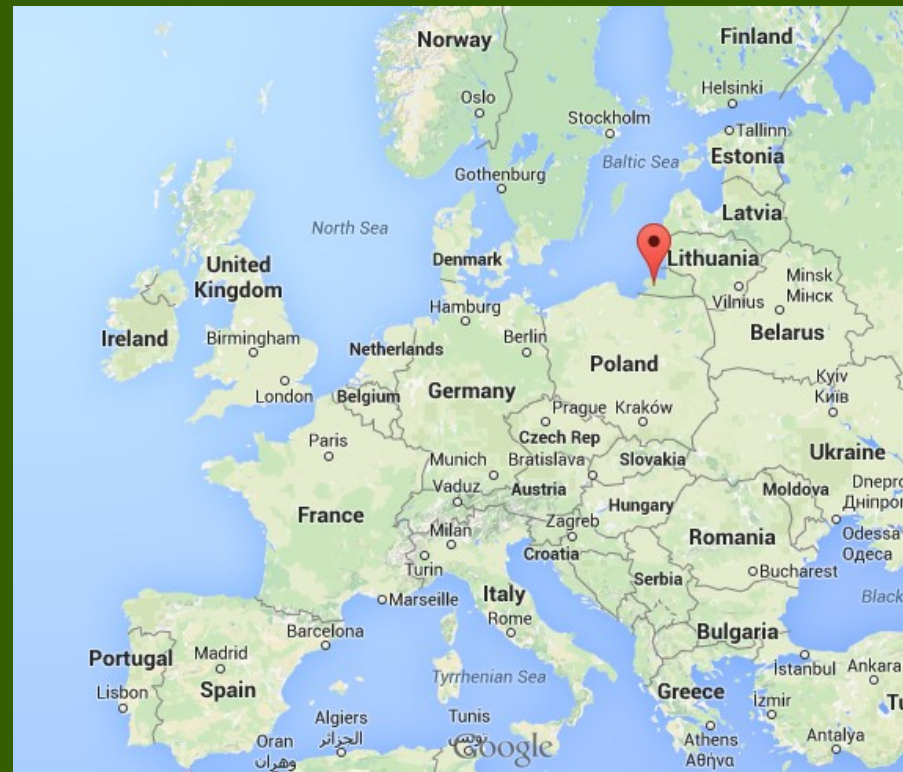 Norway
Finland
Oslo
Helsinki
Stockholm
Tallinn
Baltic Sea
Estonia
Gothenburg
Latvia
North Sea
Denmark
Lithuania
United
Kingdom
Minsk
Мінск
Vilnius
Hamburg
Ireland
Birmingham
Berlin
Belarus
Netherlands
Poland
London
Belgium
Germany
Kyiv
Київ
Prague
Kraków
Paris
Czech Rep
Ukraine
Munich
Bratislava
Slovakia
Vaduz
Austria
Moldova
Dnepro
Дніпро
Hungary
France
Milan
Zagreb
Romania
Odessa
Одеса
Turin
Croatia
Serbia
Bucharest
Marseille
Italy
Black
Rome
Barcelona
Bulgaria
Portugal
Madrid
İstanbul
Ankara
Tyrrhenian Sea
Lisbon
Spain
Greece
İzmir
Tu
Algiers
الجزائر
Tunis
تونس
Google
Oran
وهران
Athens
Αθήνα
Antalya